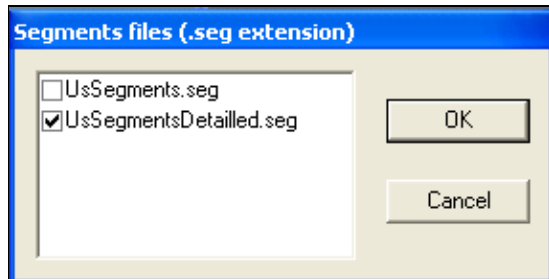 Segments files (.seg extension)
UsSegments.seg
UsSegmentsDetailled.seg
OK
Cancel